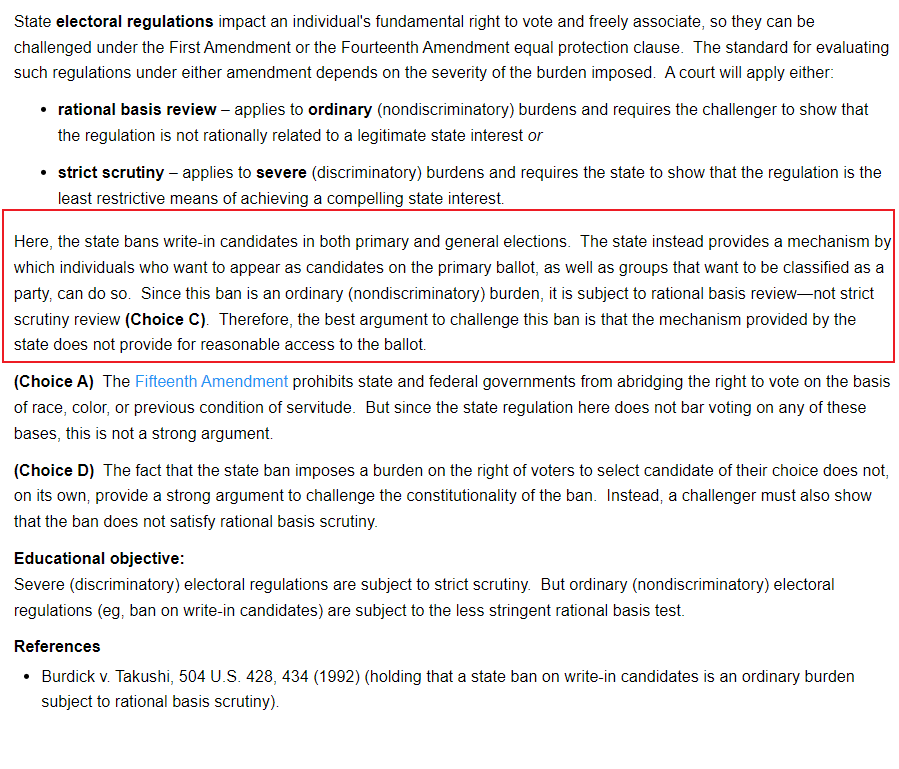 State electoral regulations impact an individual's fundamental right to vote and freely associate, so they can be
challenged under the First Amendment or the Fourteenth Amendment equal protection clause. The standard for evaluating
such regulations under either amendment depends on the severity of the burden imposed. A court will apply either:
• rational basis review – applies to ordinary (nondiscriminatory) burdens and requires the challenger to show that
the regulation is not rationally related to a legitimate state interest or
• strict scrutiny – applies to severe (discriminatory) burdens and requires the state to show that the regulation is the
least restrictive means of achieving a compelling state interest.
Here, the state bans write-in candidates in both primary and general elections. The state instead provides a mechanism by
which individuals who want to appear as candidates on the primary ballot, as well as groups that want to be classified as a
party, can do so. Since this ban is an ordinary (nondiscriminatory) burden, it is subject to rational basis review—not strict
scrutiny review (Choice C). Therefore, the best argument to challenge this ban is that the mechanism provided by the
state does not provide for reasonable access to the ballot.
(Choice A) The Fifteenth Amendment prohibits state and federal governments from abridging the right to vote on the basis
of race, color, or previous condition of servitude. But since the state regulation here does not bar voting on any of these
bases, this is not a strong argument.
(Choice D) The fact that the state ban imposes a burden on the right of voters to select candidate of their choice does not,
on its own, provide a strong argument to challenge the constitutionality of the ban. Instead, a challenger must also show
that the ban does not satisfy rational basis scrutiny.
Educational objective:
Severe (discriminatory) electoral regulations are subject to strict scrutiny. But ordinary (nondiscriminatory) electoral
regulations (eg, ban on write-in candidates) are subject to the less stringent rational basis test.
References
• Burdick v. Takushi, 504 U.S. 428, 434 (1992) (holding that a state ban on write-in candidates is an ordinary burden
subject to rational basis scrutiny).